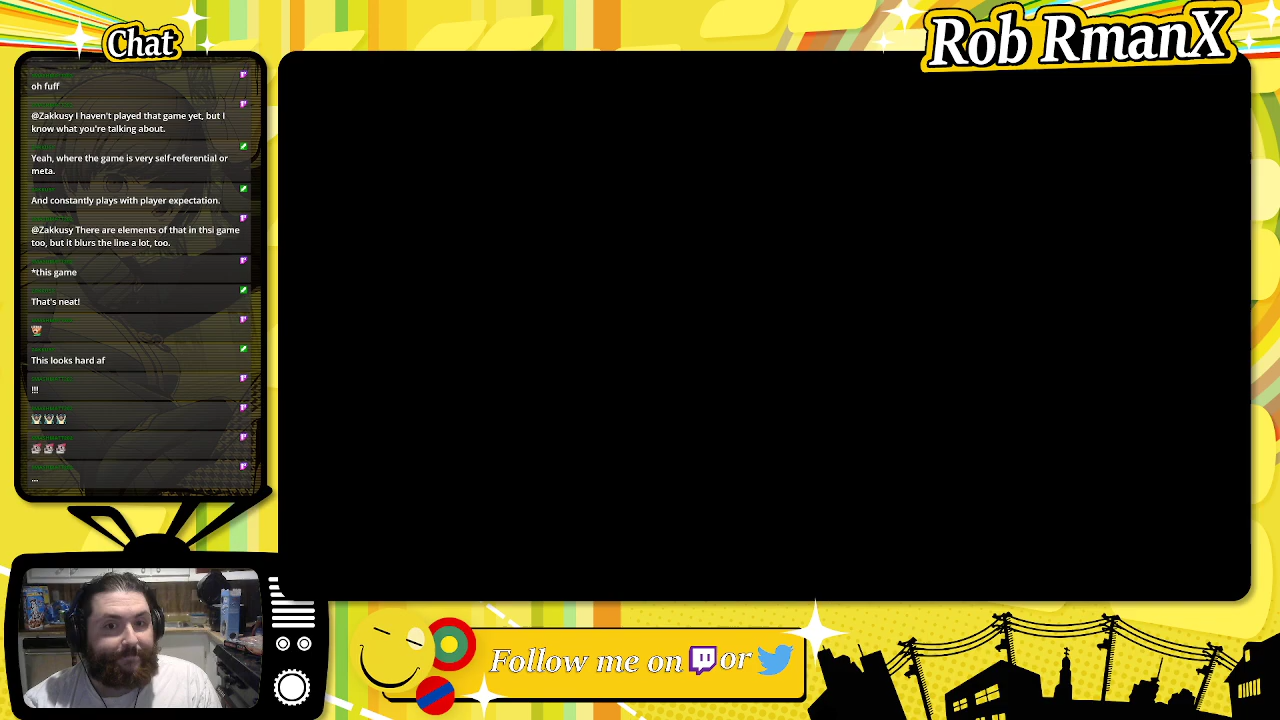 Chat
Rob RmanX
oh fuff
@Zakkusy I haven't played that game yet, but I
know what you're talking about.
Yeah, where the game is very self-referential or
meta.
And constantly plays with player expectation.
@Zakkusy There are elements of that in thsi game
too, but it blurs the line a lot, too.
*this game
That's neat!
This looks hard af
!!!
...
Follow me on or